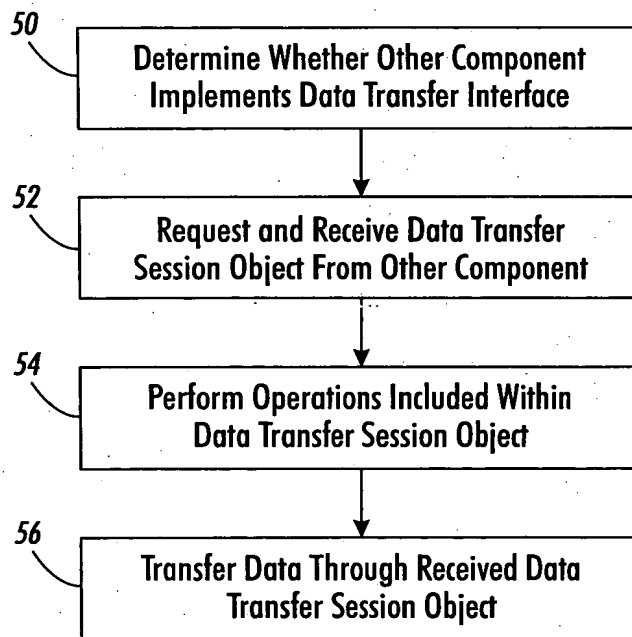 50
Determine Whether Other Component
Implements Data Transfer Interface
52
Request and Receive Data Transfer
Session Object From Other Component
54
Perform Operations Included Within
Data Transfer Session Object
56
Transfer Data Through Received Data
Transfer Session Object